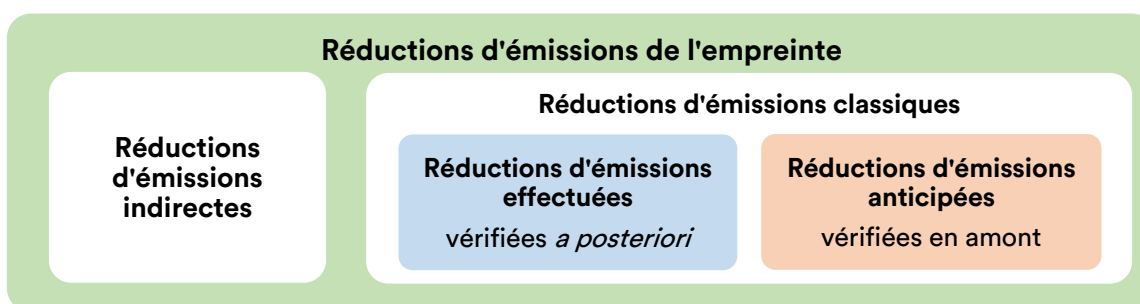 Réductions d'émissions de l'empreinte
Réductions
d'émissions
indirectes
Réductions d'émissions classiques
Réductions d'émissions
effectuées
vérifiées a posteriori
Réductions d'émissions
anticipées
vérifiées en amont